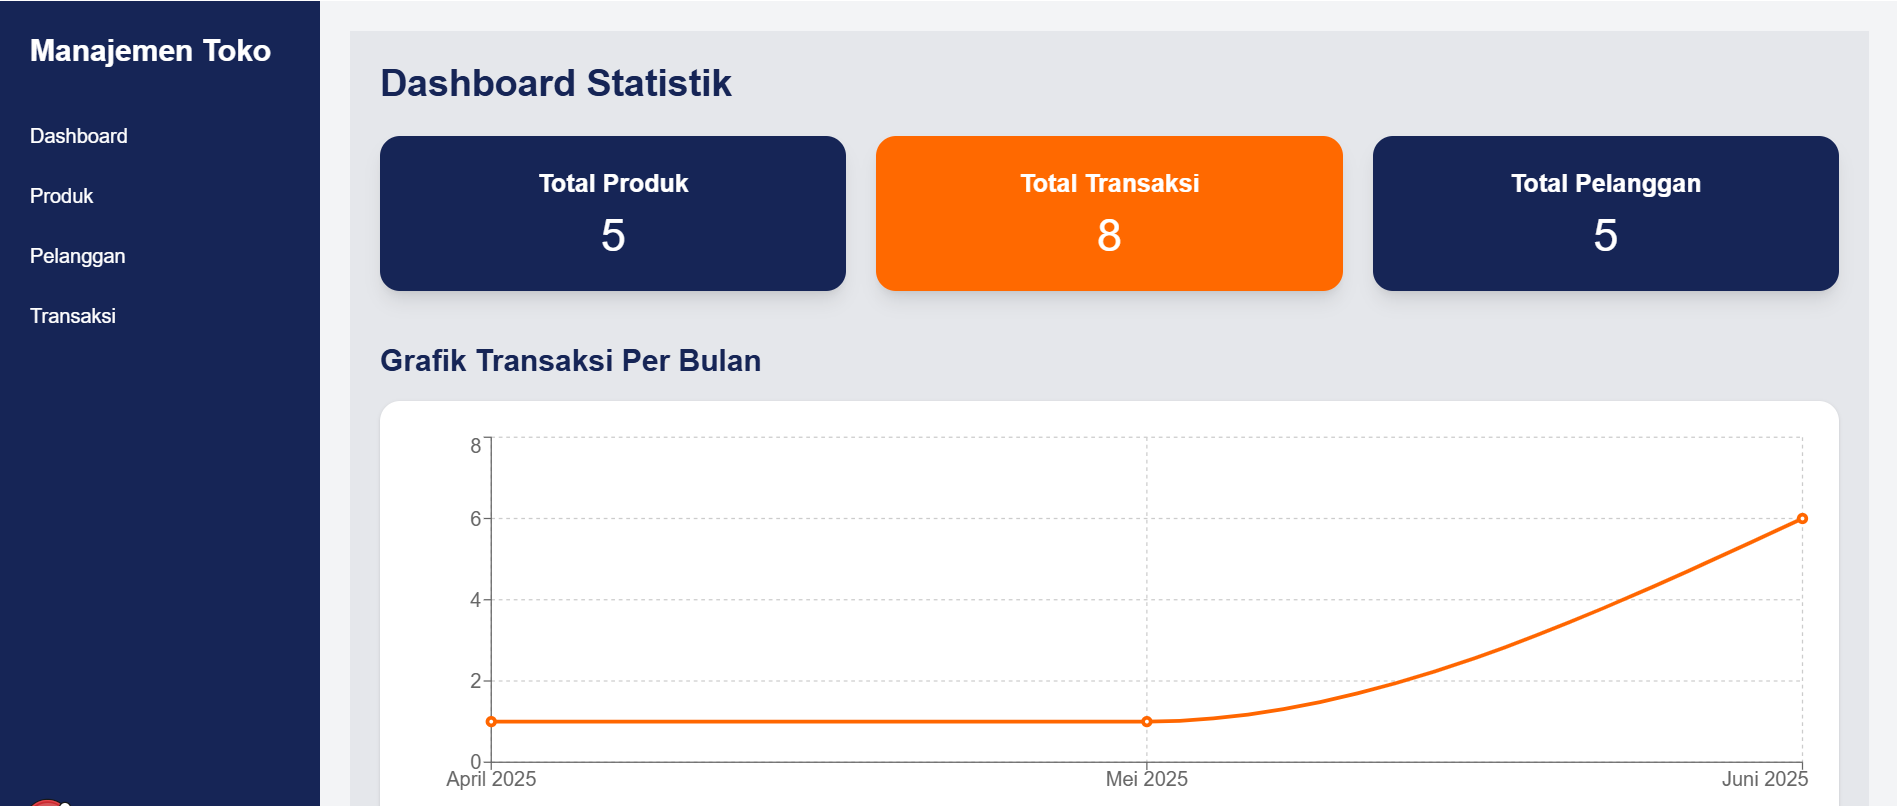 Manajemen Toko
Dashboard
Produk
Pelanggan
Transaksi
Dashboard Statistik
Total Produk
5
Total Transaksi
8
Total Pelanggan
5
Grafik Transaksi Per Bulan
8
6
4
2
0
April 2025
Mei 2025
Juni 2025